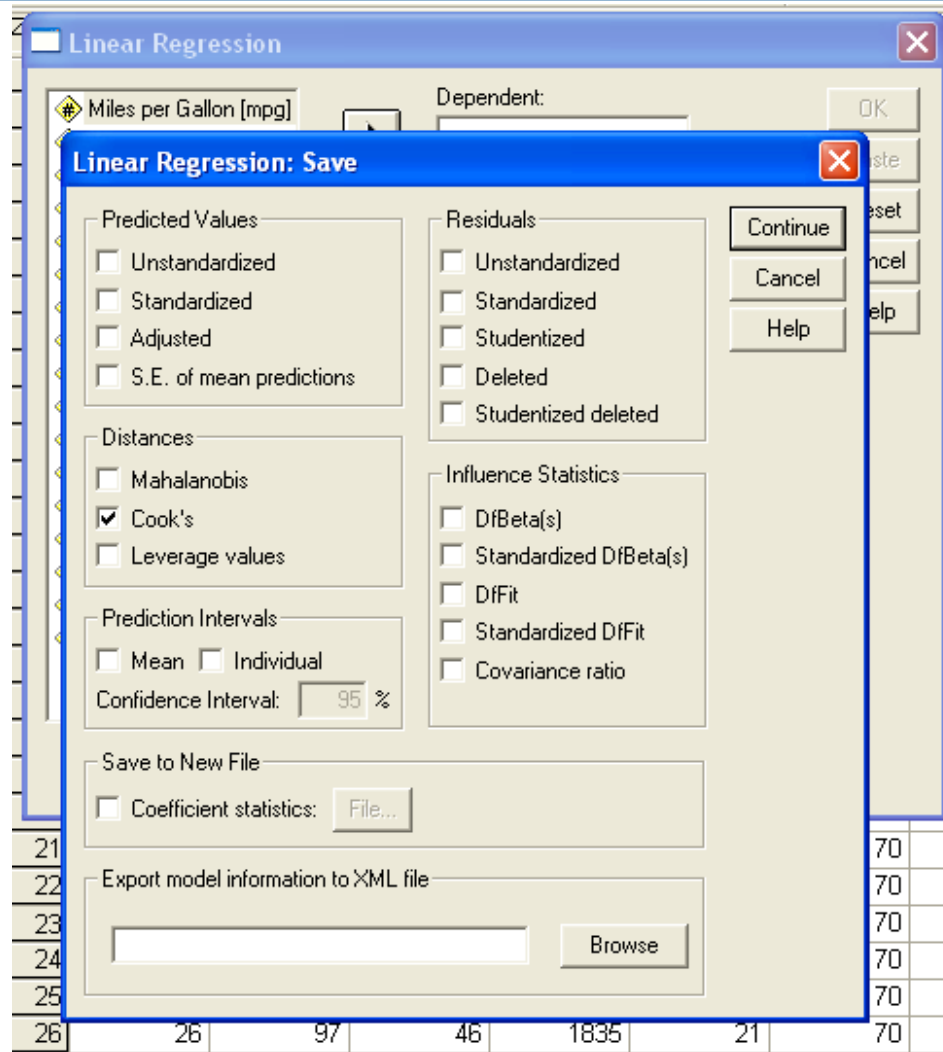 Linear Regression
Miles per Gallon [mpg]
Dependent:
OK
Linear Regression: Save
Predicted Values
Unstandardized
Standardized
Adjusted
S.E. of mean predictions
Distances
Mahalanobis
Cook's
Leverage values
Prediction Intervals
Mean Individual
Confidence Interval: 95 %
Residuals
Unstandardized
Standardized
Studentized
Deleted
Studentized deleted
Influence Statistics
DfBeta(s)
Standardized DfBeta(s)
DfFit
Standardized DfFit
Covariance ratio
Continue
Cancel
Help
Save to New File
Coefficient statistics: File...
Export model information to XML file
Browse
21 70
22 70
23 70
24 70
25 70
26 26 97 46 1835 21 70